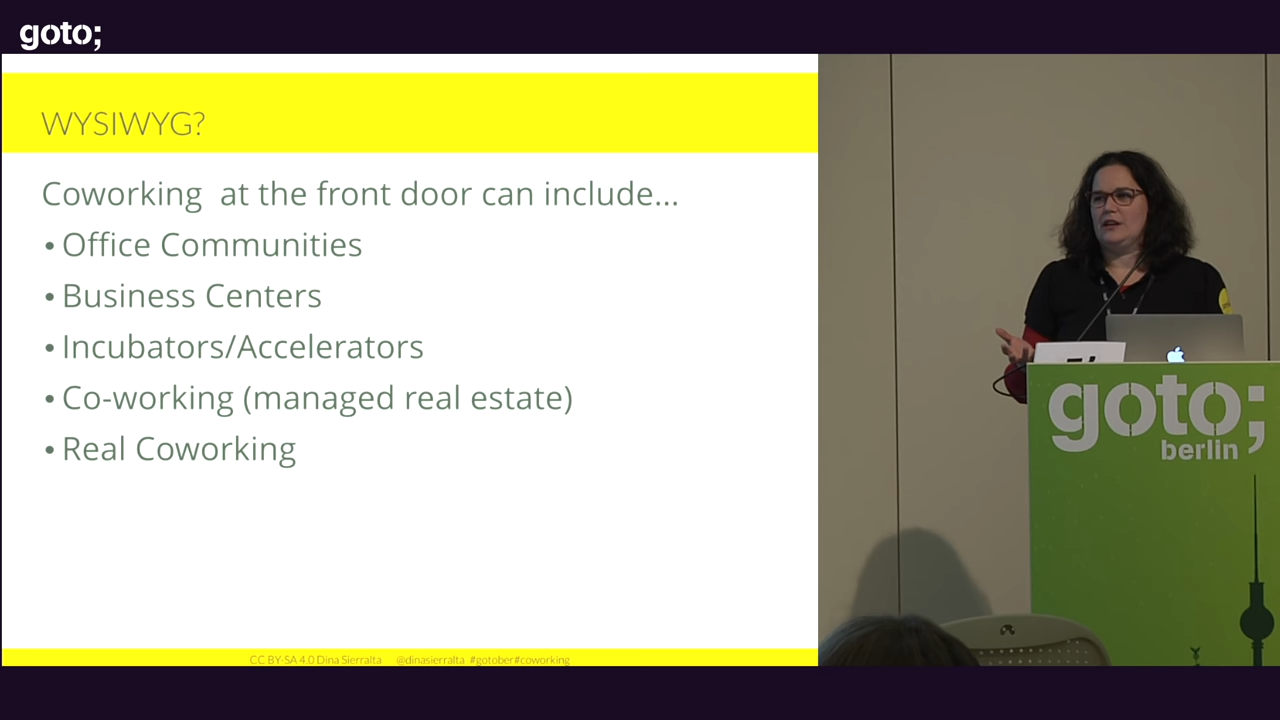 goto;
WYSIWYG?
Coworking  at the front door can include...
• Office Communities
• Business Centers
• Incubators/Accelerators
• Co-working (managed real estate)
• Real Coworking
CC BY-SA 4.0 Dina Sierralta @dinasierralta #gotober#coworking
goto;
berlin